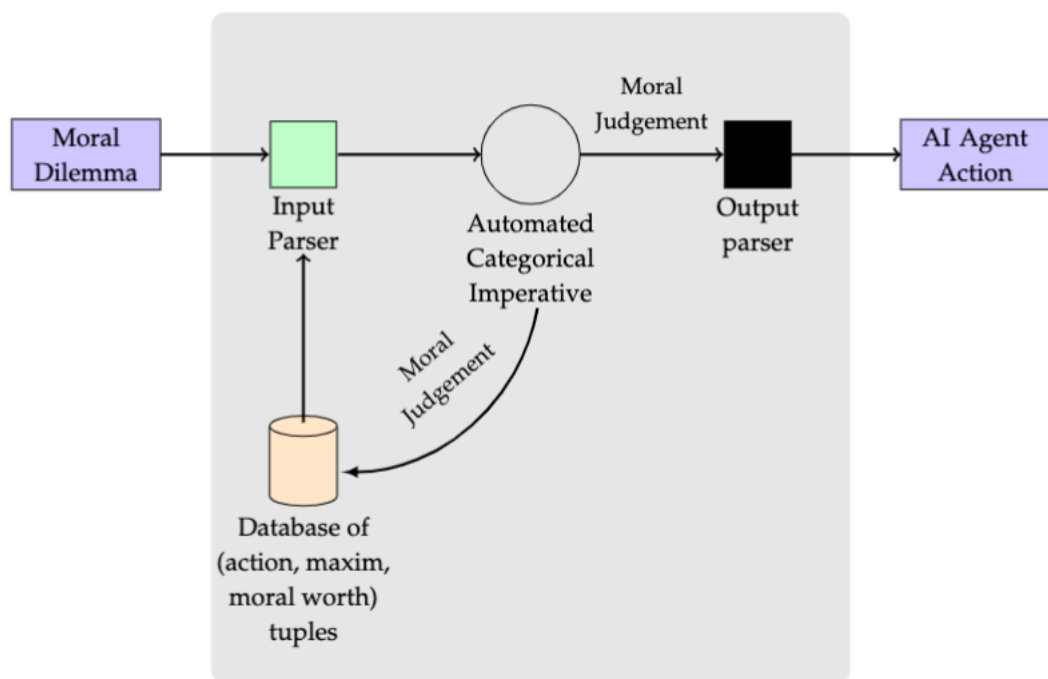 Moral
Dilemma
Input
Parser
Automated
Categorical
Imperative
Moral
Judgement
Output
parser
AI Agent
Action
Moral
Judgement
Database of
(action, maxim,
moral worth)
tuples